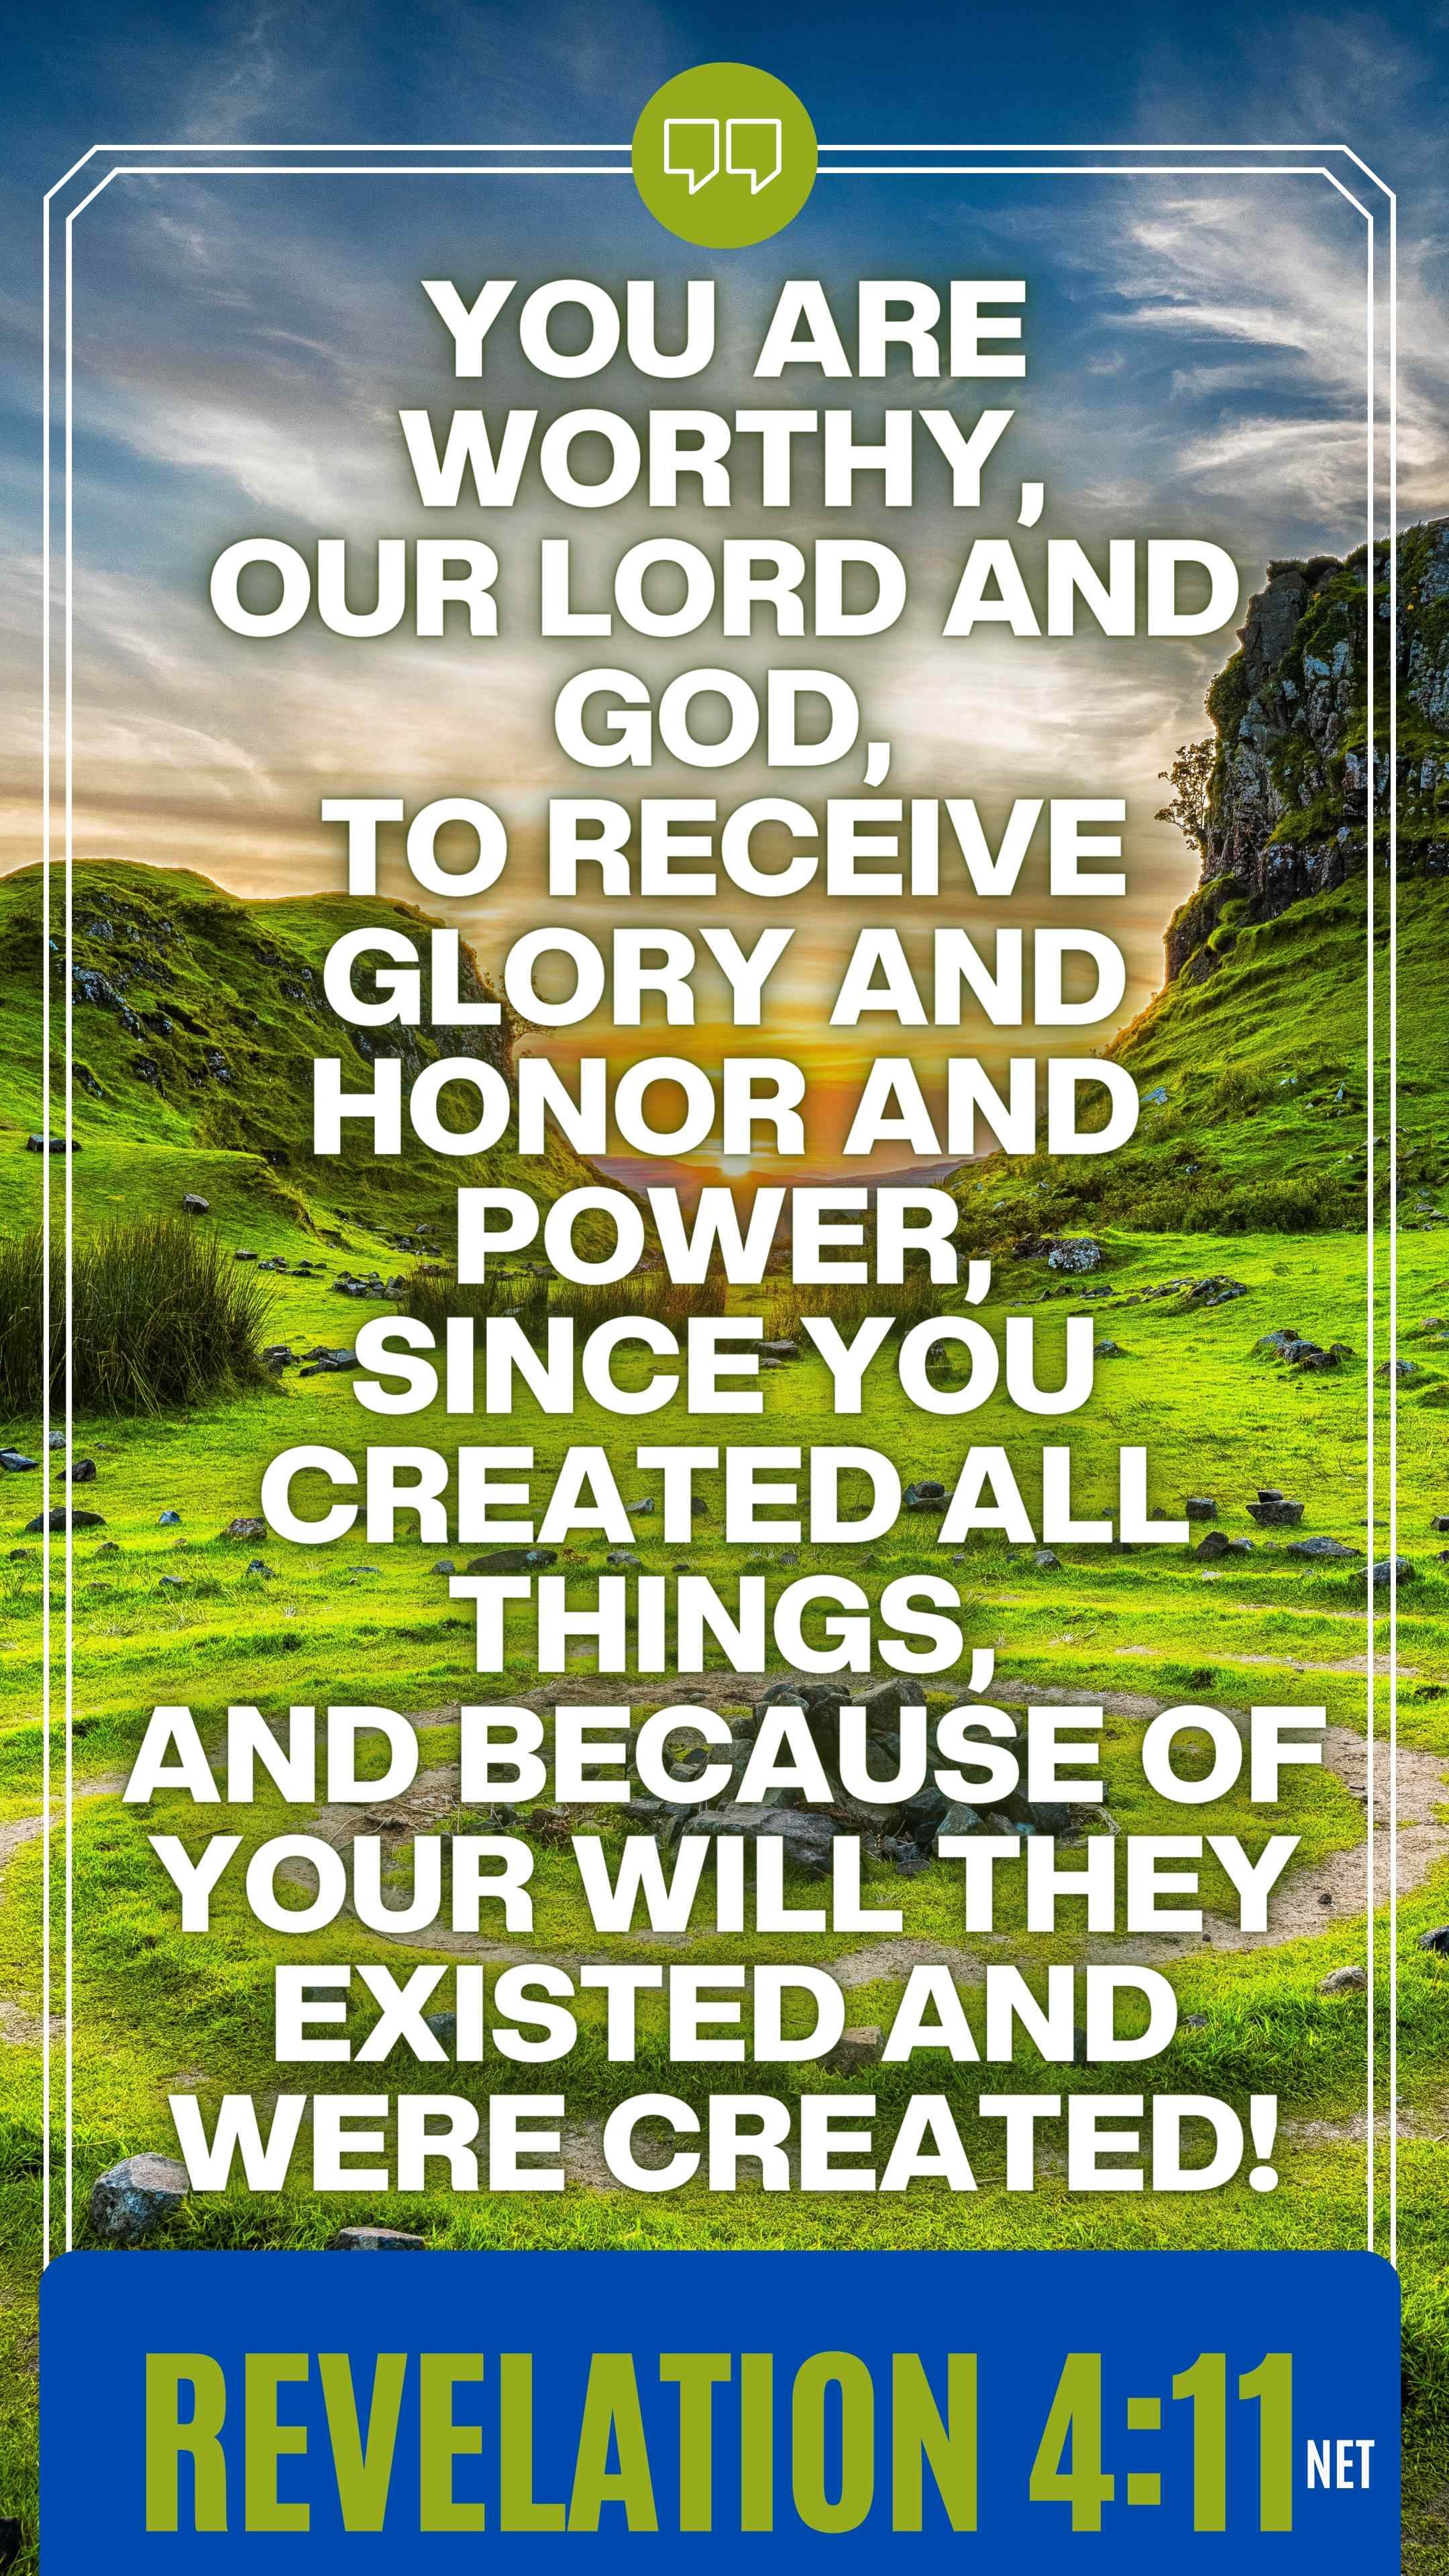 YOU ARE
WORTHY,
OUR LORD AND
GOD,
TO RECEIVE
GLORY AND
HONOR AND
POWER,
SINCE YOU
CREATED ALL
THINGS,
AND BECAUSE OF
YOUR WILL THEY
EXISTED AND
WERE CREATED!
REVELATION 4:11 NET